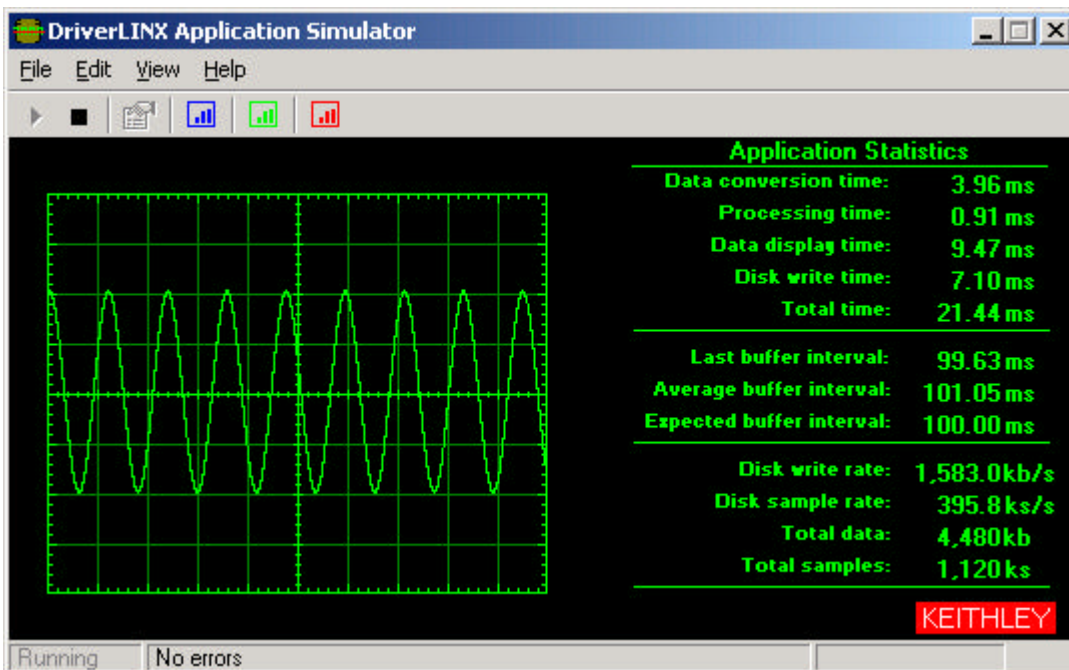 DriverLINX Application Simulator
File Edit View Help
Application Statistics
Data conversion time: 3.96 ms
Processing time: 0.91 ms
Data display time: 9.47 ms
Disk write time: 7.10 ms
Total time: 21.44 ms
Last buffer interval: 99.63 ms
Average buffer interval: 101.05 ms
Expected buffer interval: 100.00 ms
Disk write rate: 1,583.0 kb/s
Disk sample rate: 395.8 ks/s
Total data: 4,480 kb
Total samples: 1,120 ks
KEITHLEY
Running No errors